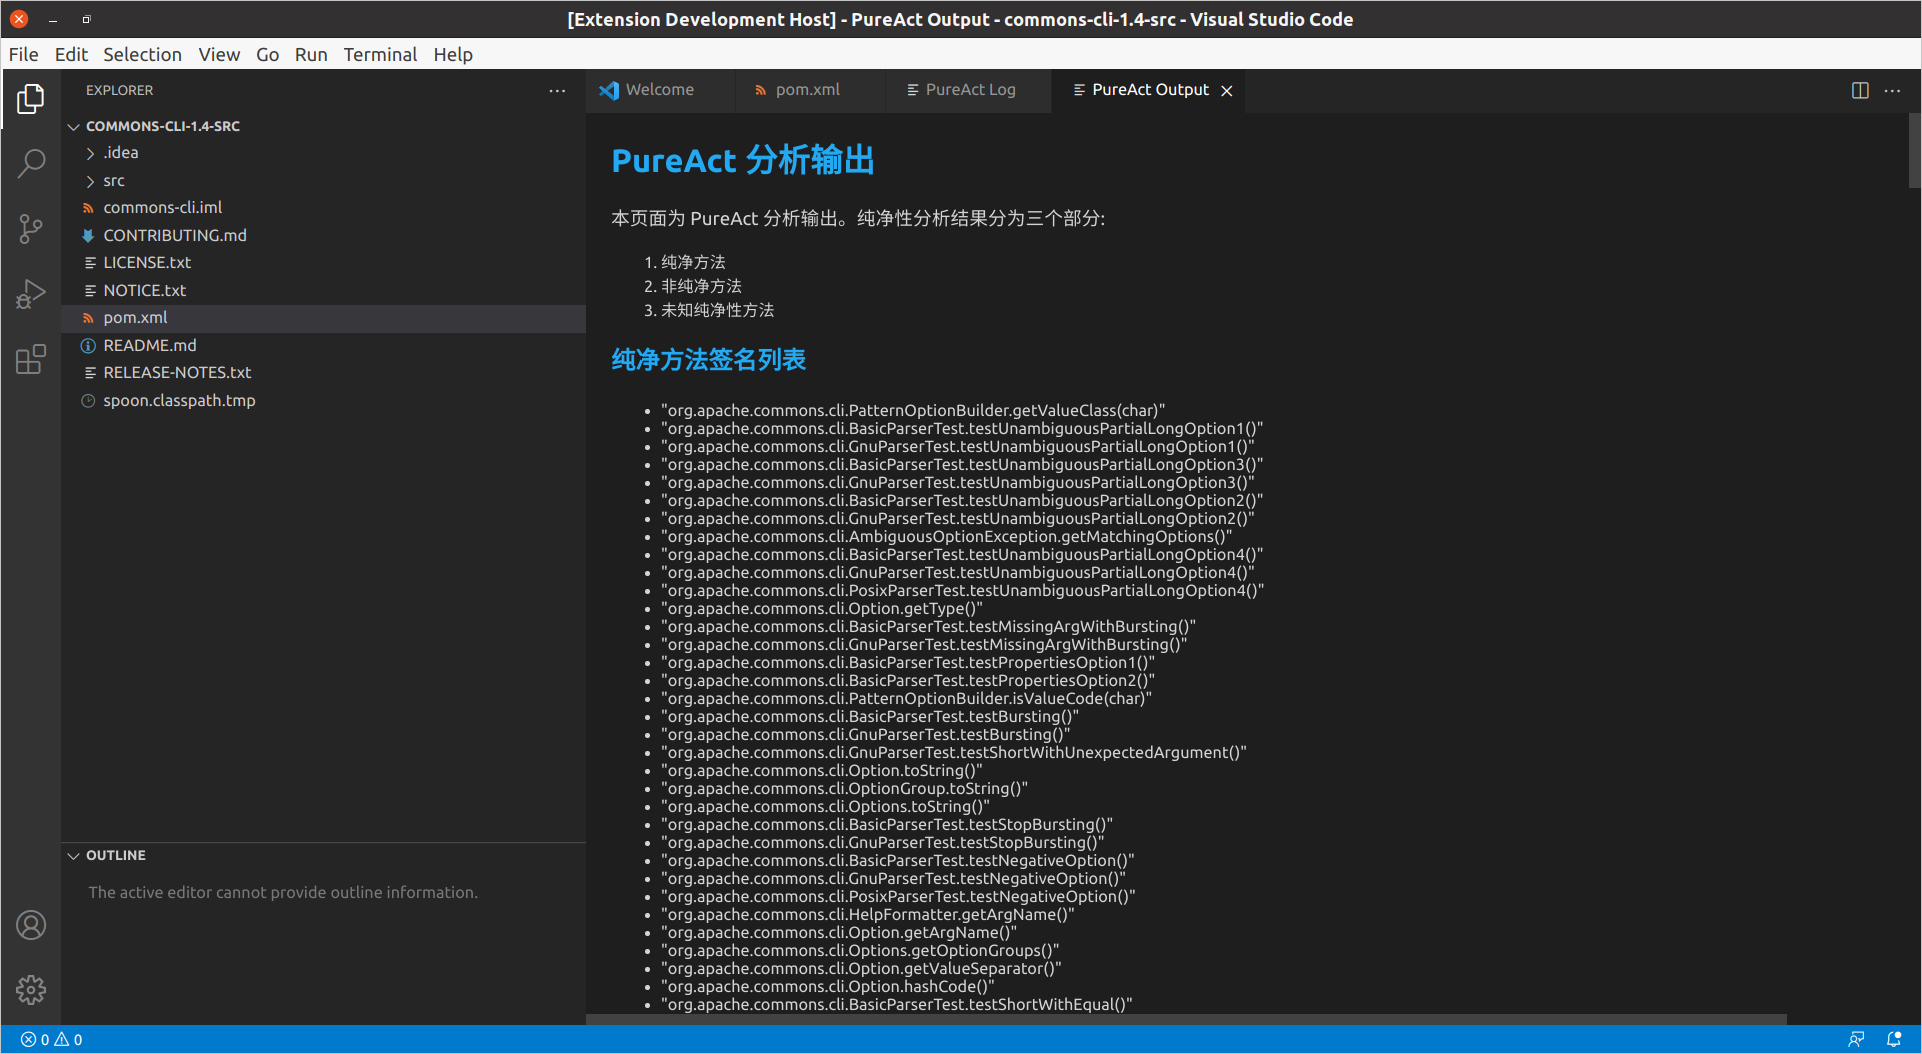 [Extension Development Host] - PureAct Output - commons-cli-1.4-src - Visual Studio Code
File Edit Selection View Go Run Terminal Help
EXPLORER
COMMONS-CLI-1.4-SRC
.idea
src
commons-cli.iml
CONTRIBUTING.md
LICENSE.txt
NOTICE.txt
pom.xml
README.md
RELEASE-NOTES.txt
spoon.classpath.tmp
OUTLINE
The active editor cannot provide outline information.
Welcome pom.xml PureAct Log PureAct Output
PureAct 分析输出
本页面为 PureAct 分析输出。纯净性分析结果分为三个部分:
1. 纯净方法
2. 非纯净方法
3. 未知纯净性方法
纯净方法签名列表
• "org.apache.commons.cli.PatternOptionBuilder.getValueClass(char)"
• "org.apache.commons.cli.BasicParserTest.testUnambiguousPartialLongOption1()"
• "org.apache.commons.cli.GnuParserTest.testUnambiguousPartialLongOption1()"
• "org.apache.commons.cli.BasicParserTest.testUnambiguousPartialLongOption3()"
• "org.apache.commons.cli.GnuParserTest.testUnambiguousPartialLongOption3()"
• "org.apache.commons.cli.BasicParserTest.testUnambiguousPartialLongOption2()"
• "org.apache.commons.cli.GnuParserTest.testUnambiguousPartialLongOption2()"
• "org.apache.commons.cli.AmbiguousOptionException.getMatchingOptions()"
• "org.apache.commons.cli.BasicParserTest.testUnambiguousPartialLongOption4()"
• "org.apache.commons.cli.GnuParserTest.testUnambiguousPartialLongOption4()"
• "org.apache.commons.cli.PosixParserTest.testUnambiguousPartialLongOption4()"
• "org.apache.commons.cli.Option.getType()"
• "org.apache.commons.cli.BasicParserTest.testMissingArgWithBursting()"
• "org.apache.commons.cli.GnuParserTest.testMissingArgWithBursting()"
• "org.apache.commons.cli.BasicParserTest.testPropertiesOption1()"
• "org.apache.commons.cli.BasicParserTest.testPropertiesOption2()"
• "org.apache.commons.cli.PatternOptionBuilder.isValueCode(char)"
• "org.apache.commons.cli.BasicParserTest.testBursting()"
• "org.apache.commons.cli.GnuParserTest.testBursting()"
• "org.apache.commons.cli.GnuParserTest.testShortWithUnexpectedArgument()"
• "org.apache.commons.cli.Option.toString()"
• "org.apache.commons.cli.OptionGroup.toString()"
• "org.apache.commons.cli.Options.toString()"
• "org.apache.commons.cli.BasicParserTest.testStopBursting()"
• "org.apache.commons.cli.GnuParserTest.testStopBursting()"
• "org.apache.commons.cli.BasicParserTest.testNegativeOption()"
• "org.apache.commons.cli.GnuParserTest.testNegativeOption()"
• "org.apache.commons.cli.PosixParserTest.testNegativeOption()"
• "org.apache.commons.cli.HelpFormatter.getArgName()"
• "org.apache.commons.cli.Option.getArgName()"
• "org.apache.commons.cli.Options.getOptionGroups()"
• "org.apache.commons.cli.Option.getValueSeparator()"
• "org.apache.commons.cli.Option.hashCode()"
• "org.apache.commons.cli.BasicParserTest.testShortWithEqual()"
0 0